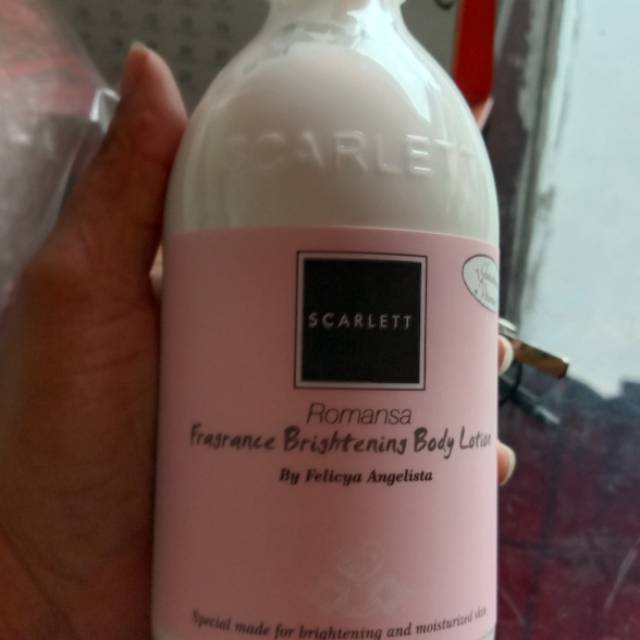 SCARLETT
SCARLETT
Romansa
Fragrance Brightening Body Lotion
By Felicya Angelista
Special made for brightening and moisturized skin